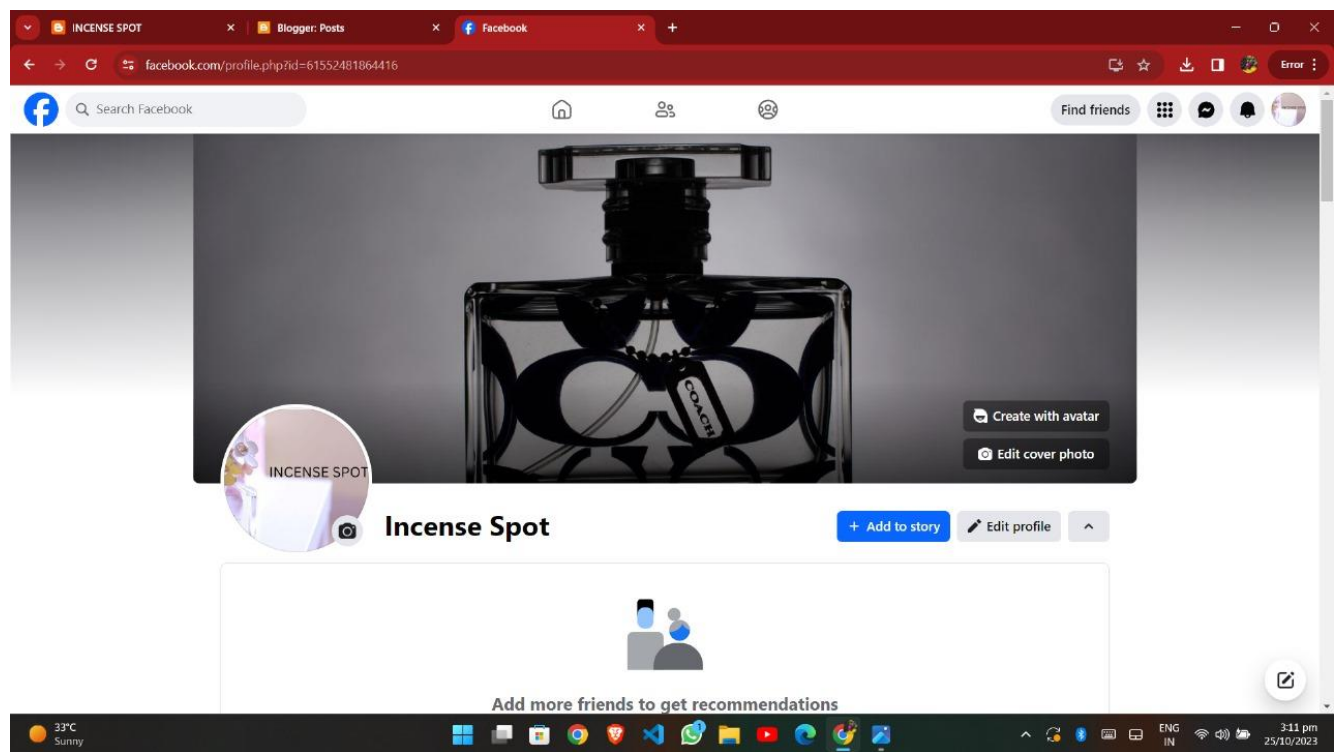 INCENSE SPOT
Blogger: Posts
Facebook
facebook.com/profile.php?id=61552481864416
Error
Search Facebook
Find friends
COACH
Create with avatar
INCENSE SPOT
Edit cover photo
Incense Spot
+ Add to story
Edit profile
Add more friends to get recommendations
33°C
Sunny
ENG
IN
3:11 pm
25/10/2023